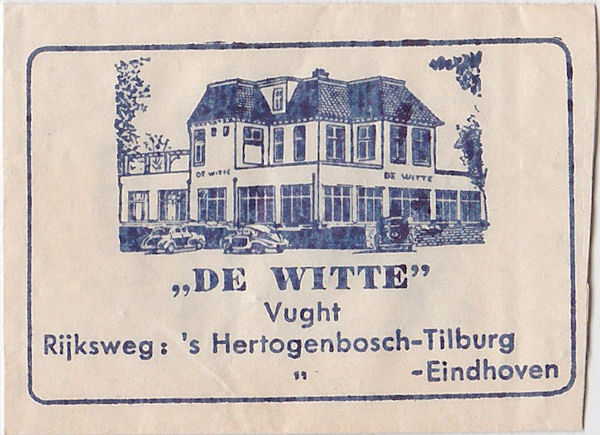 DE WITTE
DE WITTE
„DE WITTE”
Vught
Rijksweg: 's Hertogenbosch-Tilburg
„ -Eindhoven